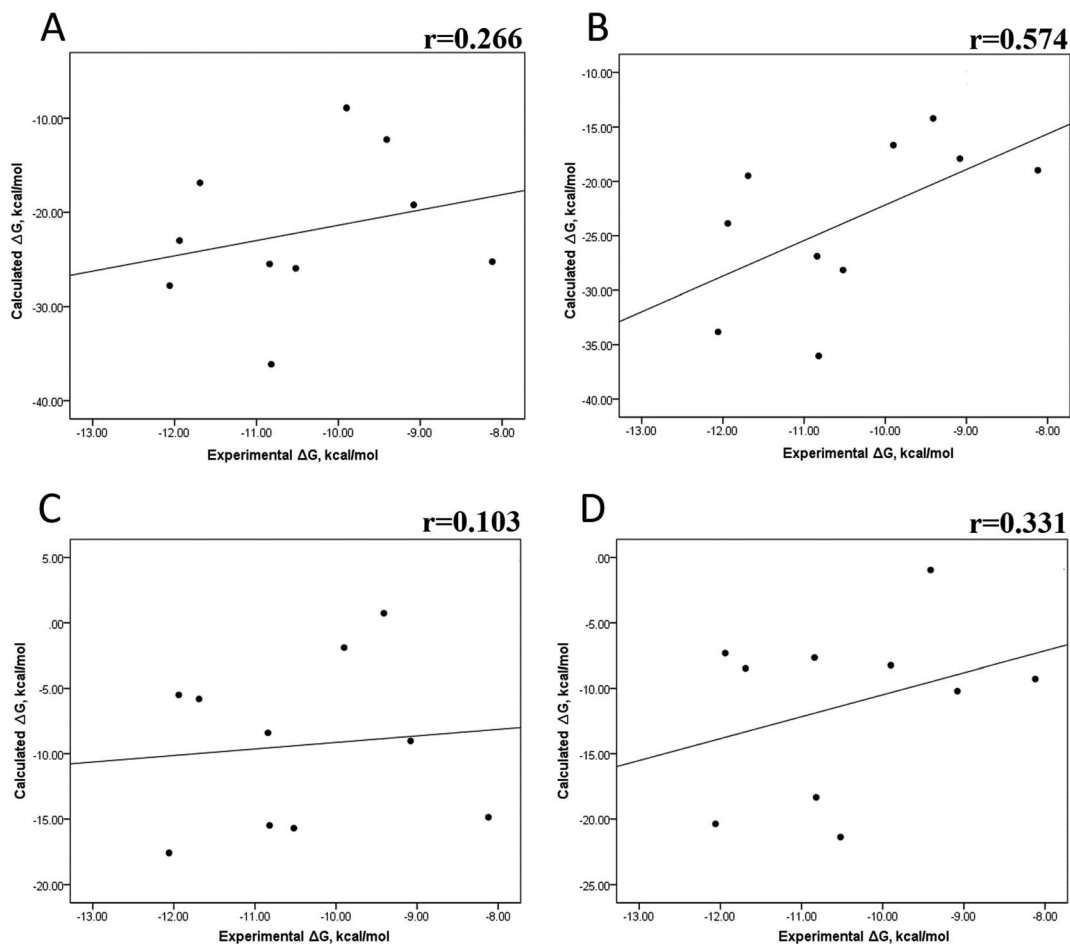 A
r=0.266
Calculated ΔG, kcal/mol
-10.00
-20.00
-30.00
-40.00
-13.00 -12.00 -11.00 -10.00 -9.00 -8.00
Experimental ΔG, kcal/mol
B
r=0.574
Calculated ΔG, kcal/mol
-10.00
-15.00
-20.00
-25.00
-30.00
-35.00
-40.00
-13.00 -12.00 -11.00 -10.00 -9.00 -8.00
Experimental ΔG, kcal/mol
C
r=0.103
Calculated ΔG, kcal/mol
5.00
.00
-5.00
-10.00
-15.00
-20.00
-13.00 -12.00 -11.00 -10.00 -9.00 -8.00
Experimental ΔG, kcal/mol
D
r=0.331
Calculated ΔG, kcal/mol
.00
-5.00
-10.00
-15.00
-20.00
-25.00
-13.00 -12.00 -11.00 -10.00 -9.00 -8.00
Experimental ΔG, kcal/mol